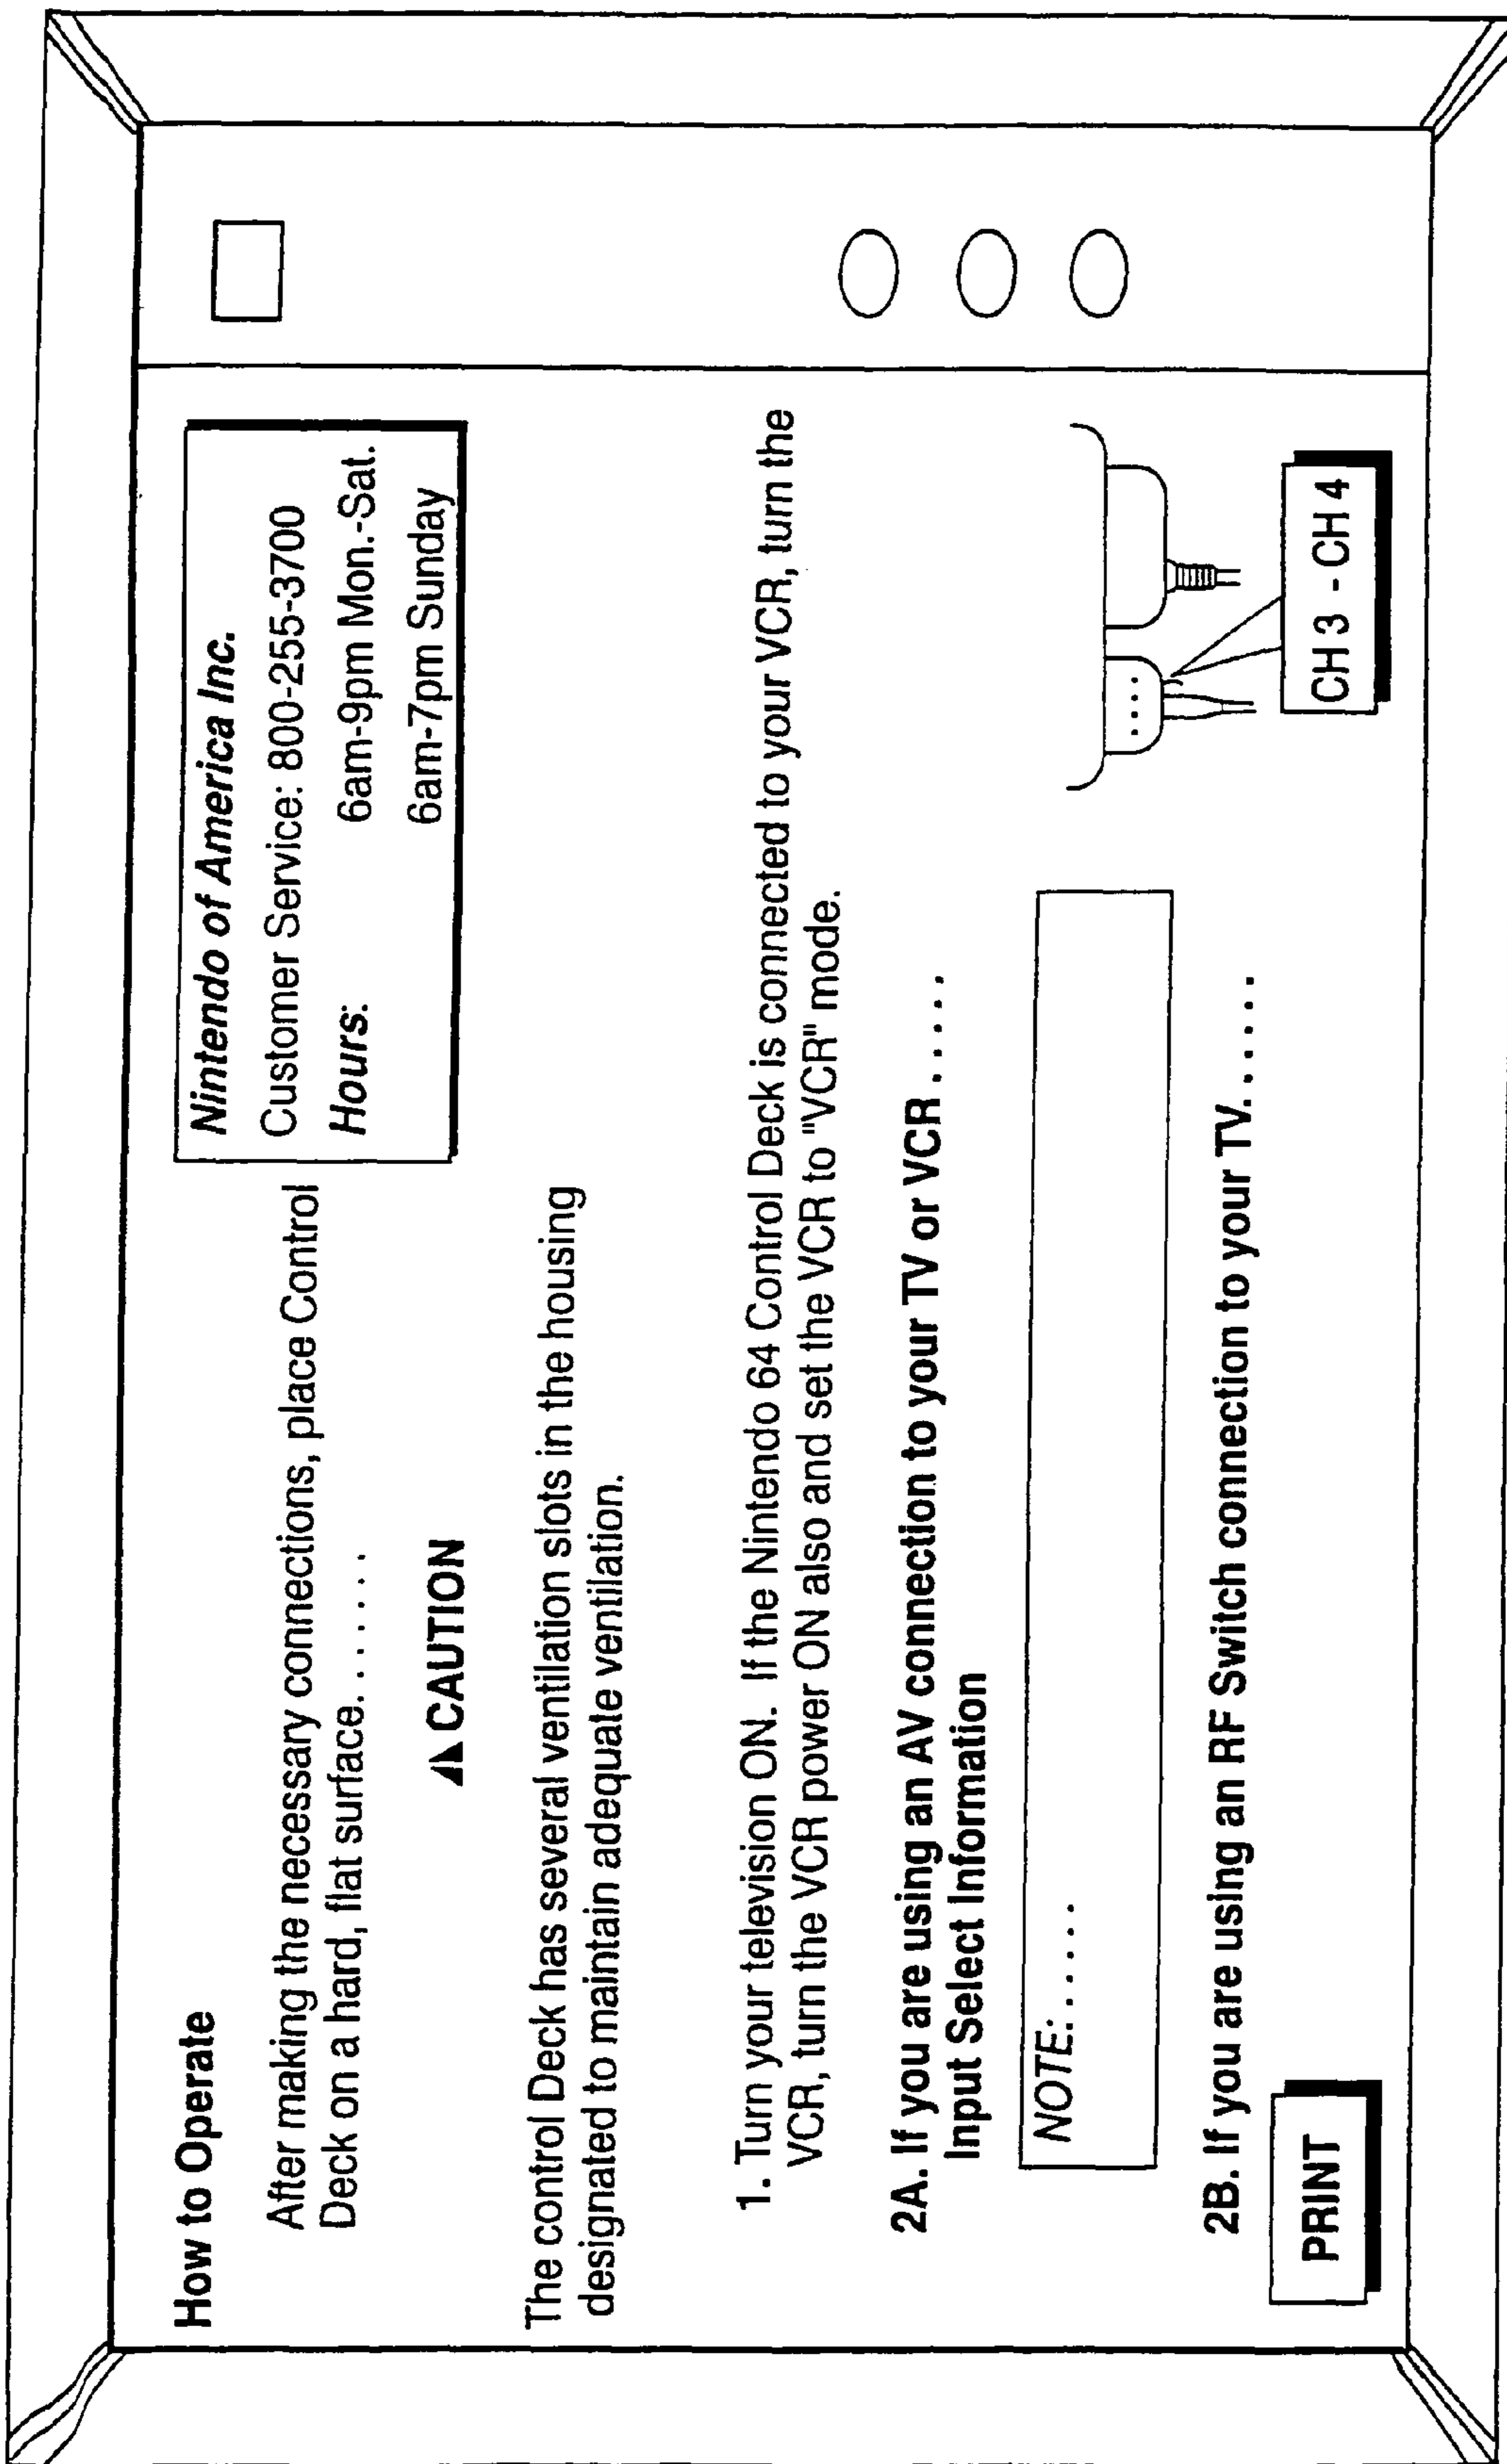 How to Operate
After making the necessary connections, place Control
Deck on a hard, flat surface.......
CAUTION
Nintendo of America Inc.
Customer Service: 800-255-3700
Hours: 6am-9pm Mon.-Sat.
6am-7pm Sunday
The control Deck has several ventilation slots in the housing
designated to maintain adequate ventilation.
1. Turn your television ON. If the Nintendo 64 Control Deck is connected to your VCR, turn the
VCR, turn the VCR power ON also and set the VCR to "VCR" mode.
2A. If you are using an AV connection to your TV or VCR.....
Input Select Information
NOTE:.....
2B. If you are using an RF Switch connection to your TV......
CH 3 - CH 4
PRINT